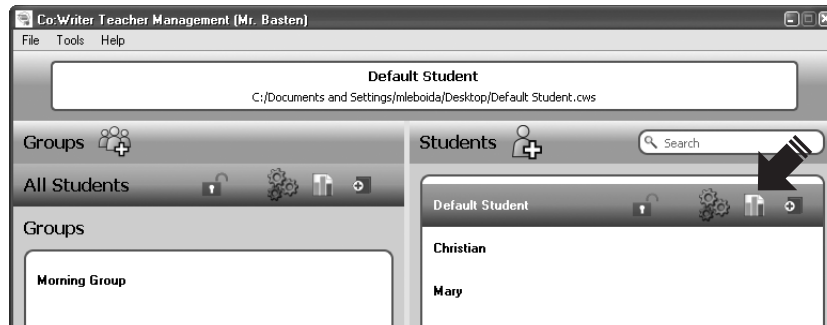 Co:Writer Teacher Management (Mr. Basten)
File Tools Help
Default Student
C:/Documents and Settings/mleboida/Desktop/Default Student.cws
Groups
Students
Search
All Students
Default Student
Groups
Christian
Morning Group
Mary